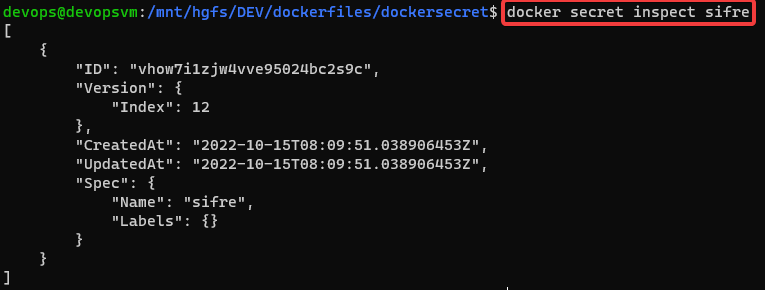 devops@devopsvm:/mnt/hgfs/DEV/dockerfiles/dockersecret$ docker secret inspect sifre
[
    {
        "ID": "vhow7i1zjw4vve95024bc2s9c",
        "Version": {
            "Index": 12
        },
        "CreatedAt": "2022-10-15T08:09:51.038906453Z",
        "UpdatedAt": "2022-10-15T08:09:51.038906453Z",
        "Spec": {
            "Name": "sifre",
            "Labels": {}
        }
    }
]